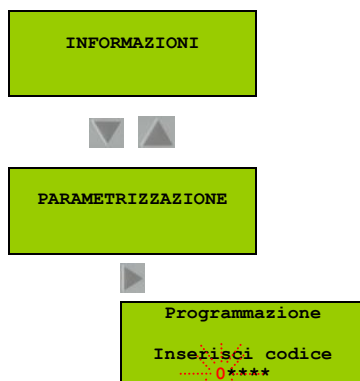 INFORMAZIONI
PARAMETRIZZAZIONE
Programmazione
Inserisci codice
0****